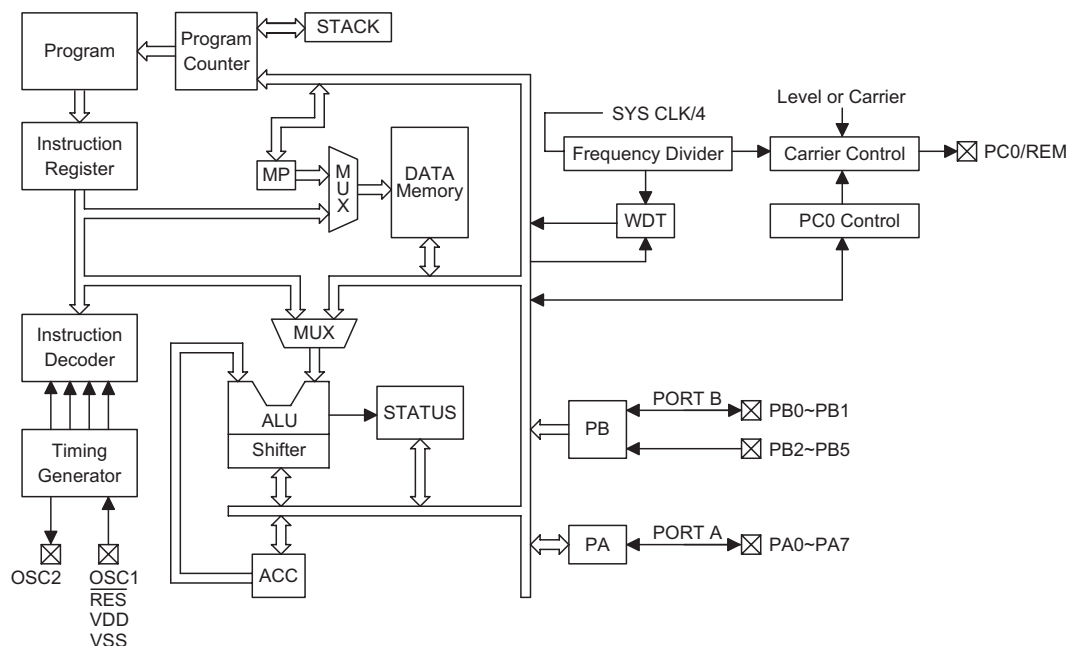 STACK
Program
Program
Counter
SYS CLK/4
Level or Carrier
Instruction
Register
MP
MUX
DATA
Memory
Frequency Divider
Carrier Control
PC0/REM
WDT
PC0 Control
Instruction
Decoder
MUX
ALU
Shifter
STATUS
PB
PORT B
PB0~PB1
PB2~PB5
Timing
Generator
PA
PORT A
PA0~PA7
ACC
OSC2
OSC1
RES
VDD
VSS